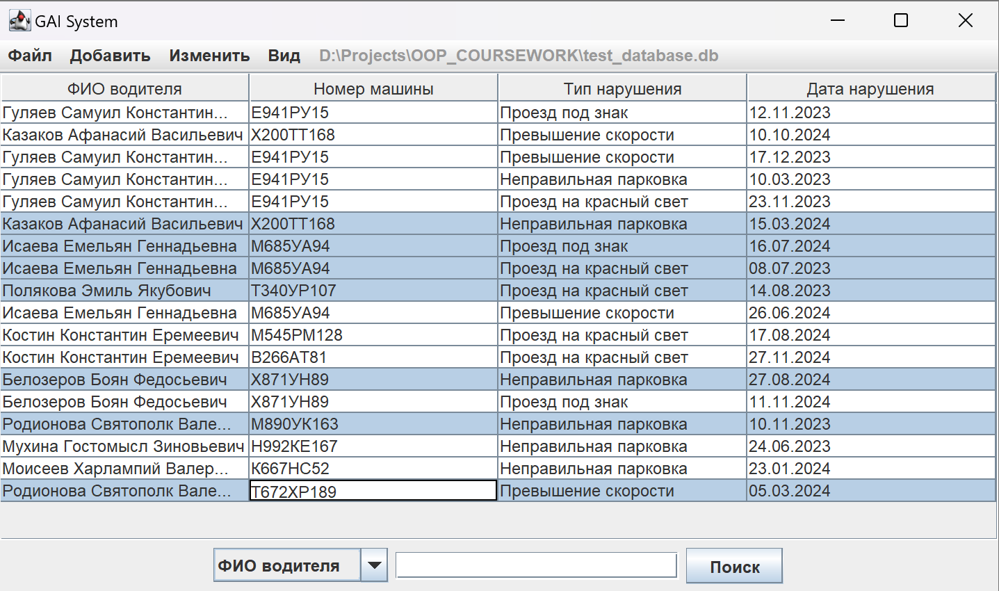 GAI System
Файл Добавить Изменить Вид D:\Projects\OOP_COURSEWORK\test_database.db
ФИО водителя Номер машины Тип нарушения Дата нарушения
Гуляев Самуил Константин... Е941РУ15 Проезд под знак 12.11.2023
Казаков Афанасий Васильевич Х200ТТ168 Превышение скорости 10.10.2024
Гуляев Самуил Константин... Е941РУ15 Превышение скорости 17.12.2023
Гуляев Самуил Константин... Е941РУ15 Неправильная парковка 10.03.2023
Гуляев Самуил Константин... Е941РУ15 Проезд на красный свет 23.11.2023
Казаков Афанасий Васильевич Х200ТТ168 Неправильная парковка 15.03.2024
Исаева Емельян Геннадьевна М685УА94 Проезд под знак 16.07.2024
Исаева Емельян Геннадьевна М685УА94 Проезд на красный свет 08.07.2023
Полякова Эмиль Якубович Т340УР107 Проезд на красный свет 14.08.2023
Исаева Емельян Геннадьевна М685УА94 Превышение скорости 26.06.2024
Костин Константин Еремеевич М545РМ128 Проезд на красный свет 17.08.2024
Костин Константин Еремеевич В266АТ81 Проезд на красный свет 27.11.2024
Белозеров Боян Федосьевич Х871УН89 Неправильная парковка 27.08.2024
Белозеров Боян Федосьевич Х871УН89 Проезд под знак 11.11.2024
Родионова Святополк Вале... М890УК163 Неправильная парковка 10.11.2023
Мухина Гостомысл Зиновьевич Н992КЕ167 Неправильная парковка 24.06.2023
Моисеев Харлампий Валер... К667НС52 Неправильная парковка 23.01.2024
Родионова Святополк Вале... Т672ХР189 Превышение скорости 05.03.2024
ФИО водителя Поиск